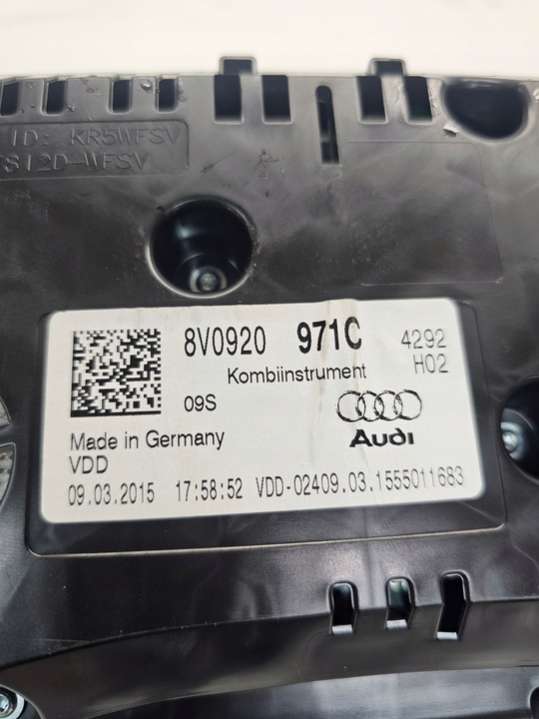 ID: KR5WFSV
812D-WFSV
8V0920 971C 4292
Kombiinstrument H02
09S
Audi
Made in Germany
VDD
09.03.2015 17:58:52 VDD-02409.03.1555011683